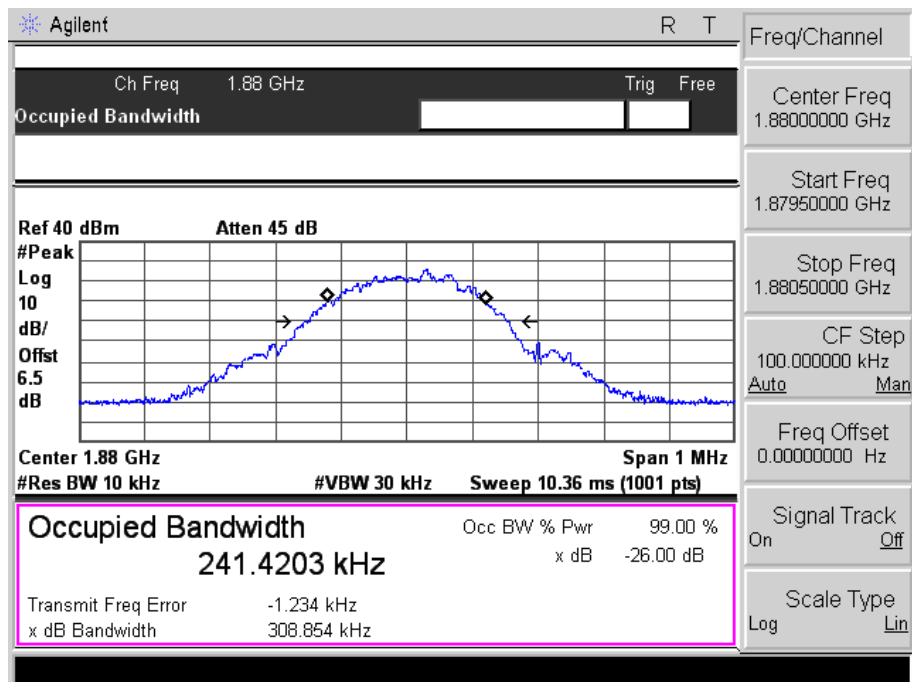 Agilent R T
Ch Freq 1.88 GHz Trig Free
Occupied Bandwidth
Ref 40 dBm Atten 45 dB
#Peak
Log
10
dB/
Offst
6.5
dB
Center 1.88 GHz Span 1 MHz
#Res BW 10 kHz #VBW 30 kHz Sweep 10.36 ms (1001 pts)
Occupied Bandwidth
241.4203 kHz
Occ BW % Pwr 99.00 %
x dB -26.00 dB
Transmit Freq Error -1.234 kHz
x dB Bandwidth 308.854 kHz
Freq/Channel
Center Freq
1.88000000 GHz
Start Freq
1.87950000 GHz
Stop Freq
1.88050000 GHz
CF Step
100.000000 kHz
Auto Man
Freq Offset
0.00000000 Hz
Signal Track
On Off
Scale Type
Log Lin